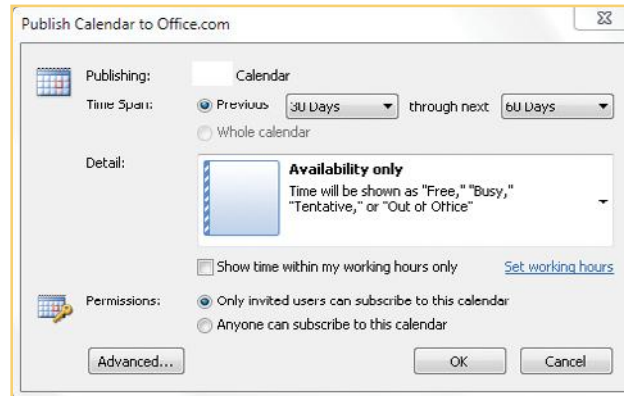 Publish Calendar to Office.com
Publishing: Calendar
Time Span: Previous 30 Days through next 60 Days
Whole calendar
Detail: Availability only
Time will be shown as "Free," "Busy,"
"Tentative," or "Out of Office"
Show time within my working hours only Set working hours
Permissions: Only invited users can subscribe to this calendar
Anyone can subscribe to this calendar
Advanced... OK Cancel